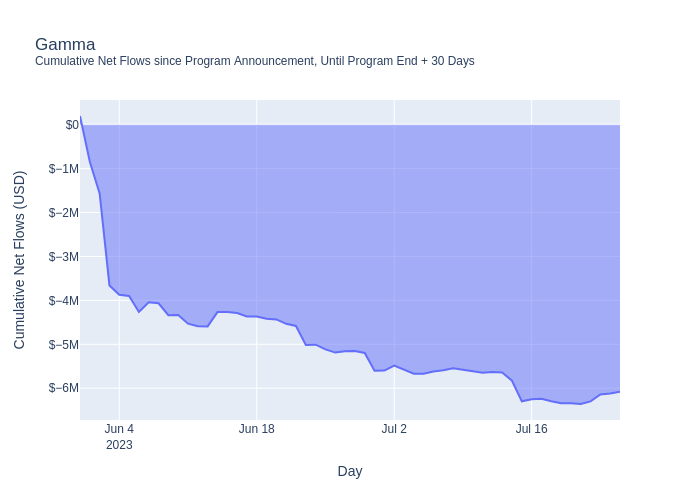 Gamma
Cumulative Net Flows since Program Announcement, Until Program End + 30 Days
Cumulative Net Flows (USD)
$0
$−1M
$−2M
$−3M
$−4M
$−5M
$−6M
Jun 4
2023
Jun 18
Jul 2
Jul 16
Day